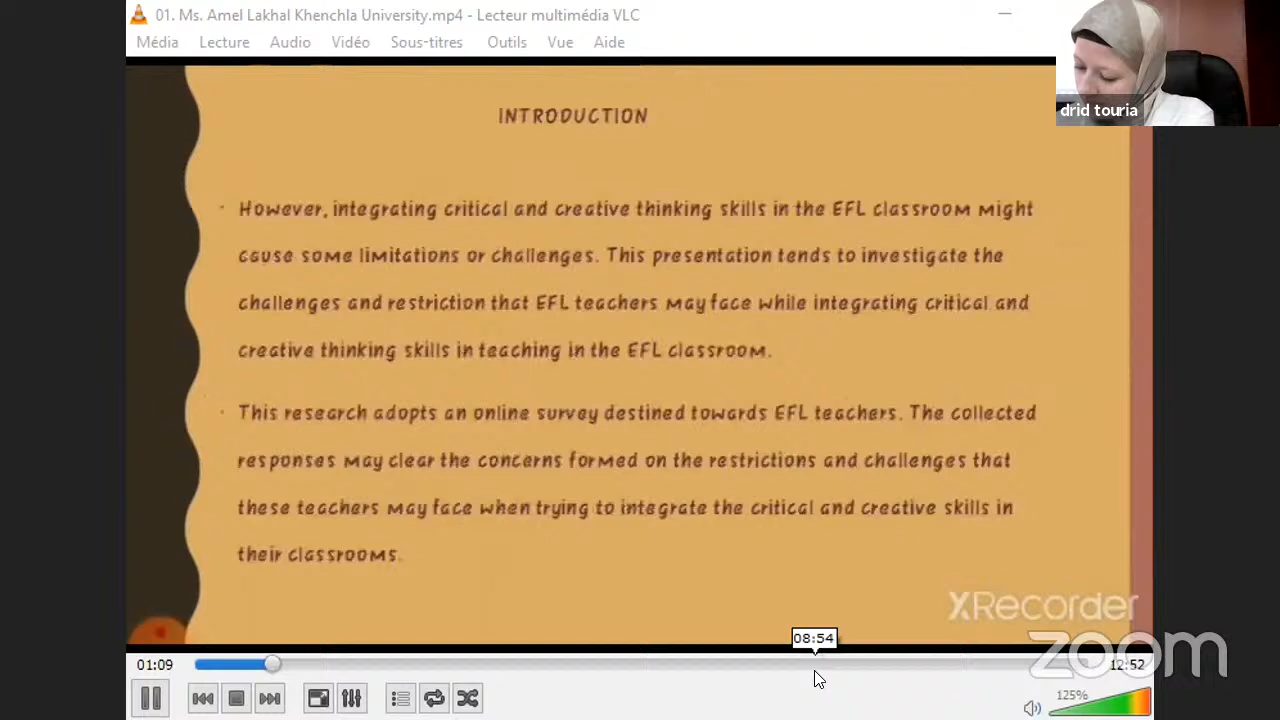 01. Ms. Amel Lakhal Khenchla University.mp4 - Lecteur multimédia VLC
Média Lecture Audio Vidéo Sous-titres Outils Vue Aide
drid touria
INTRODUCTION
· However, integrating critical and creative thinking skills in the EFL classroom might
cause some limitations or challenges. This presentation tends to investigate the
challenges and restriction that EFL teachers may face while integrating critical and
creative thinking skills in teaching in the EFL classroom.
· This research adopts an online survey destined towards EFL teachers. The collected
responses may clear the concerns formed on the restrictions and challenges that
these teachers may face when trying to integrate the critical and creative skills in
their classrooms.
XRecorder
zoom
08:54
01:09
12:52
125%